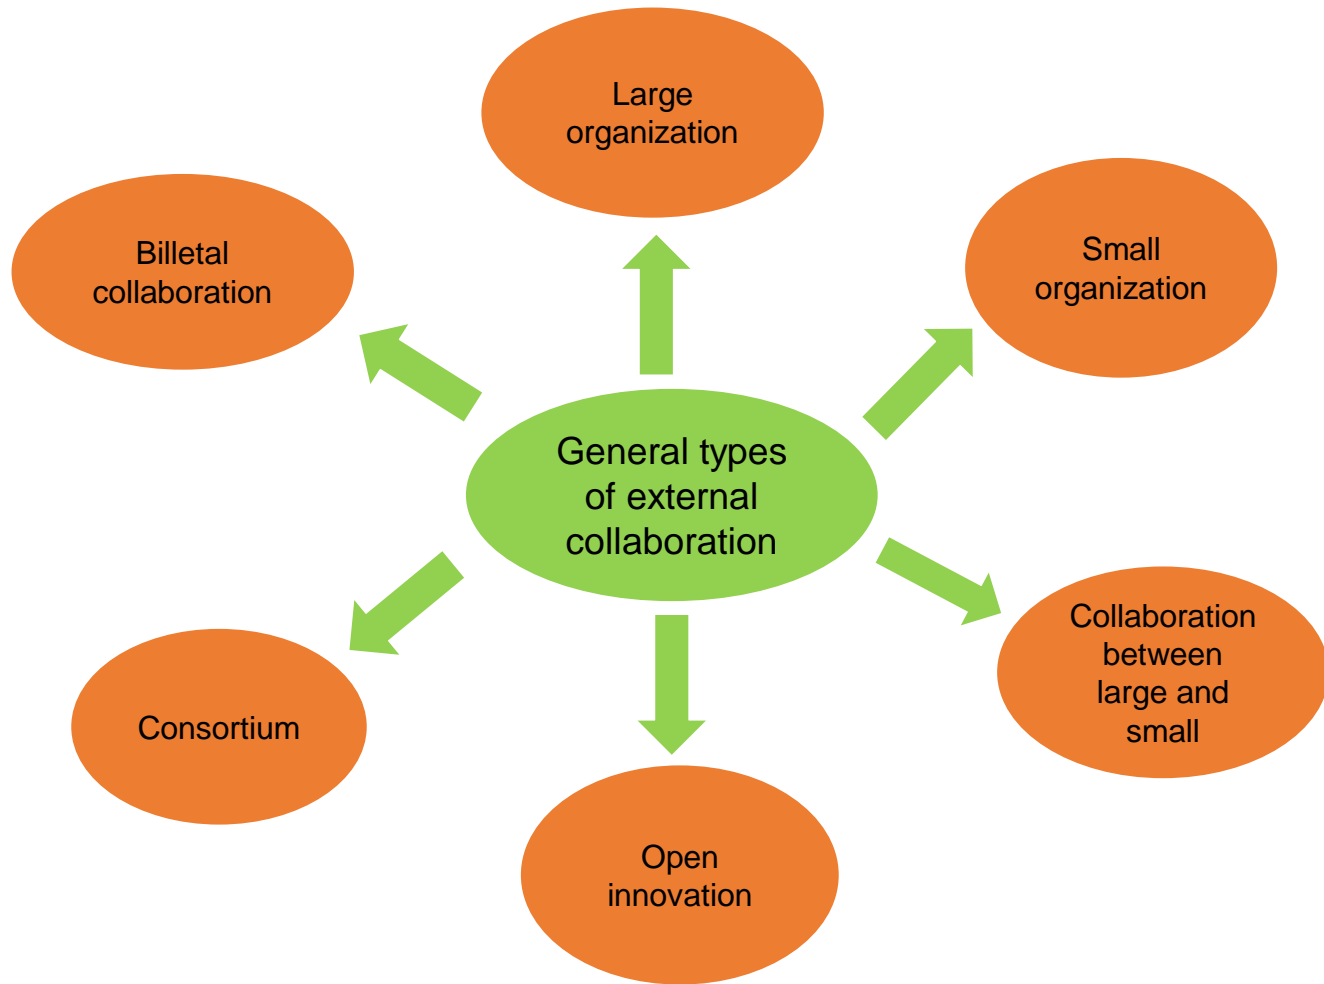 Large
organization
Billetal
collaboration
Small
organization
General types
of external
collaboration
Collaboration
between
large and
small
Consortium
Open
innovation